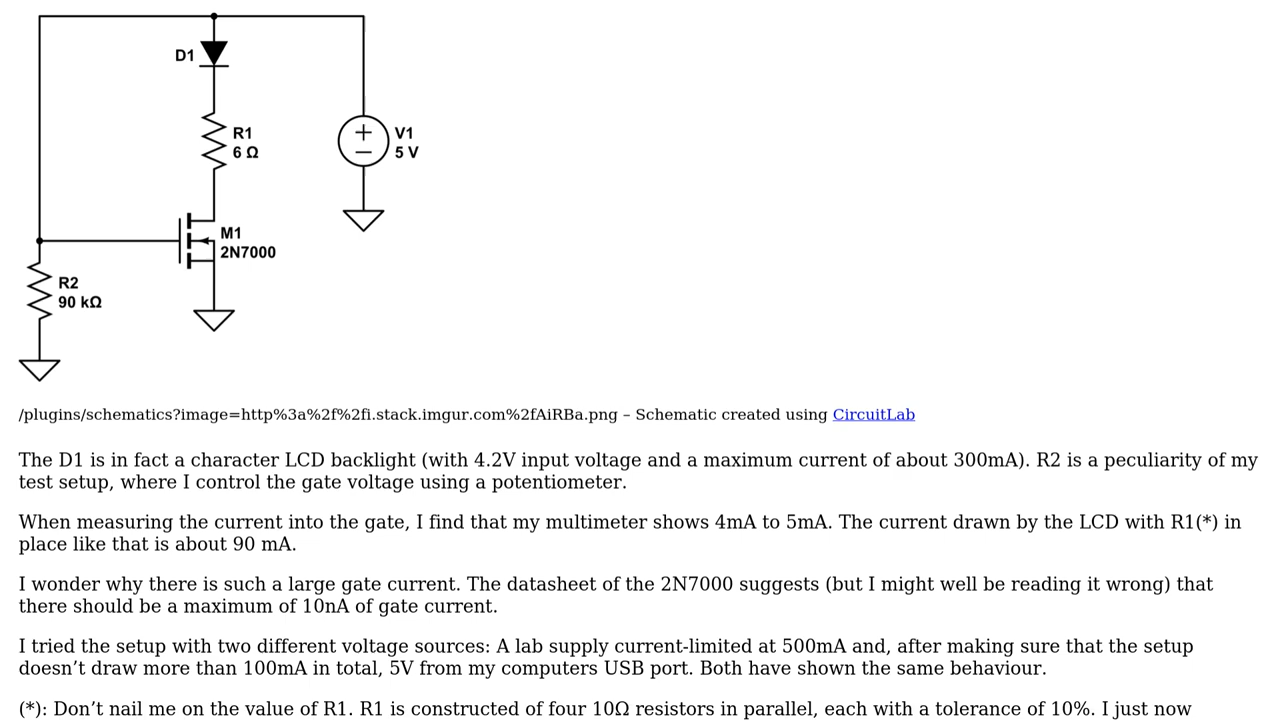 D1
R1
6 Ω
V1
5 V
M1
2N7000
R2
90 kΩ
/plugins/schematics?image=http%3a%2f%2fi.stack.imgur.com%2fAiRBa.png – Schematic created using CircuitLab
The D1 is in fact a character LCD backlight (with 4.2V input voltage and a maximum current of about 300mA). R2 is a peculiarity of my
test setup, where I control the gate voltage using a potentiometer.
When measuring the current into the gate, I find that my multimeter shows 4mA to 5mA. The current drawn by the LCD with R1(*) in
place like that is about 90 mA.
I wonder why there is such a large gate current. The datasheet of the 2N7000 suggests (but I might well be reading it wrong) that
there should be a maximum of 10nA of gate current.
I tried the setup with two different voltage sources: A lab supply current-limited at 500mA and, after making sure that the setup
doesn’t draw more than 100mA in total, 5V from my computers USB port. Both have shown the same behaviour.
(*): Don’t nail me on the value of R1. R1 is constructed of four 10Ω resistors in parallel, each with a tolerance of 10%. I just now